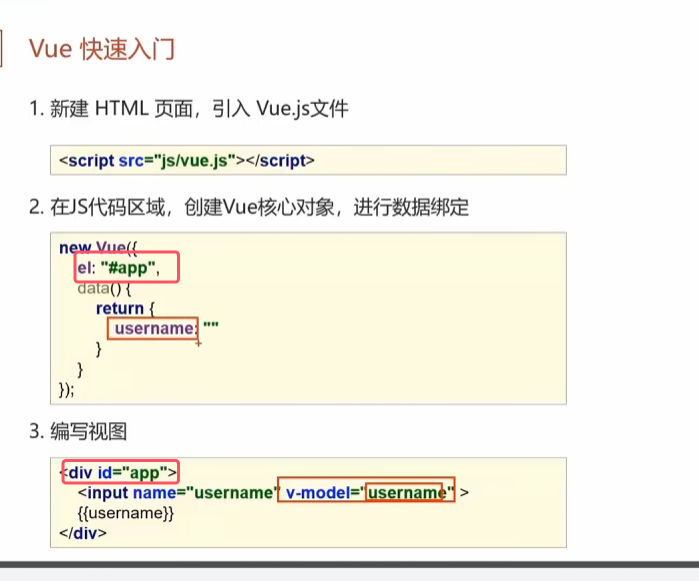 Vue 快速入门
1. 新建 HTML 页面，引入 Vue.js文件
<script src="js/vue.js"></script>
2. 在JS代码区域，创建Vue核心对象，进行数据绑定
new Vue({
el: "#app",
data() {
return {
username: ""
}
}
});
3. 编写视图
<div id="app">
<input name="username" v-model="username" >
{{username}}
</div>